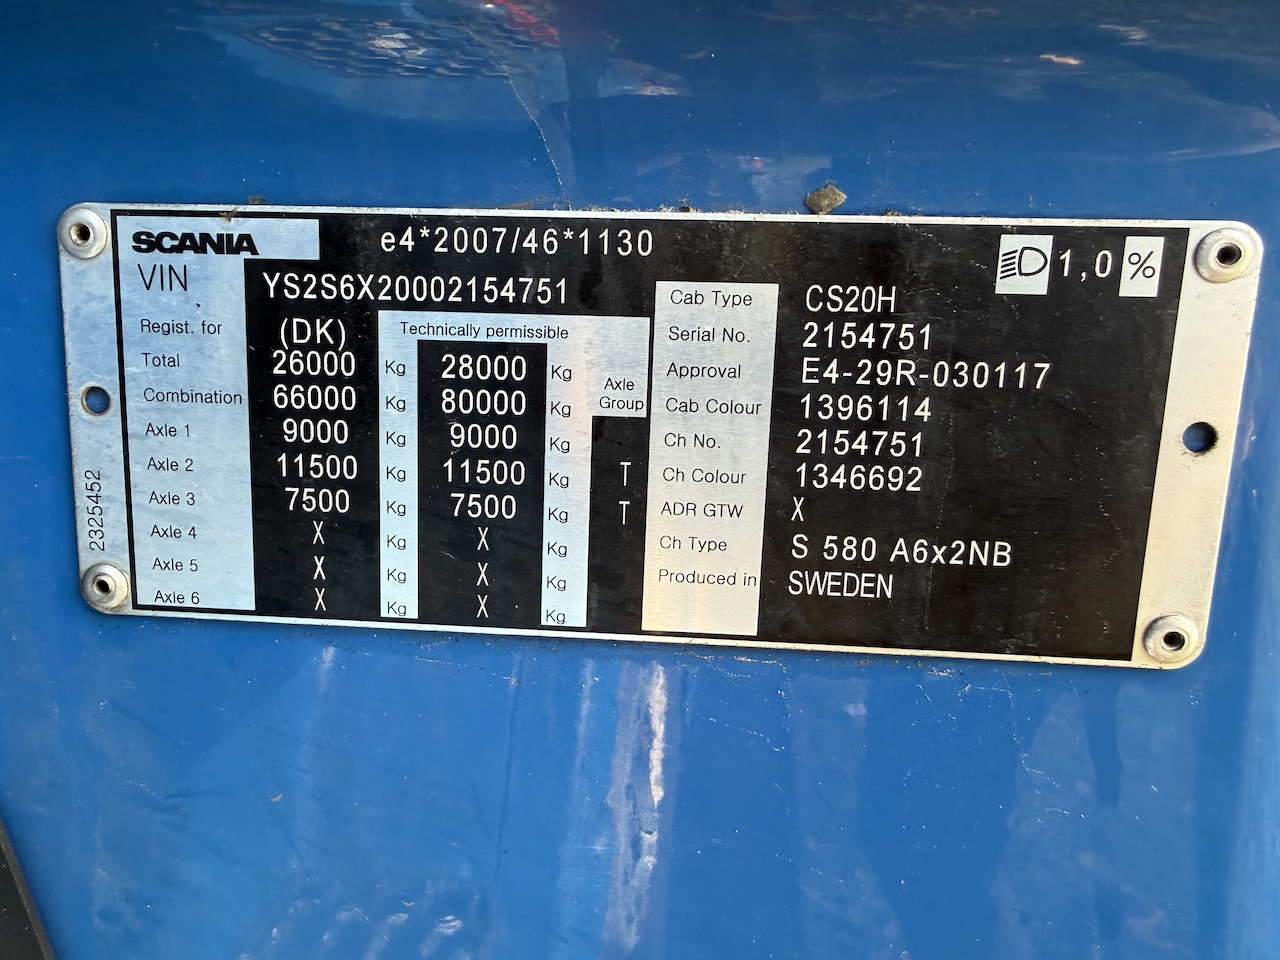 SCANIA e4*2007/46*1130 1,0 %
VIN YS2S6X20002154751
Regist. for (DK) Technically permissible
Total 26000 Kg 28000 Kg Axle Group
Combination 66000 Kg 80000 Kg
Axle 1 9000 Kg 9000 Kg
Axle 2 11500 Kg 11500 Kg T
Axle 3 7500 Kg 7500 Kg T
Axle 4 X Kg X Kg
Axle 5 X Kg X Kg
Axle 6 X Kg X Kg
Cab Type CS20H
Serial No. 2154751
Approval E4-29R-030117
Cab Colour 1396114
Ch No. 2154751
Ch Colour 1346692
ADR GTW X
Ch Type S 580 A6x2NB
Produced in SWEDEN
2325452